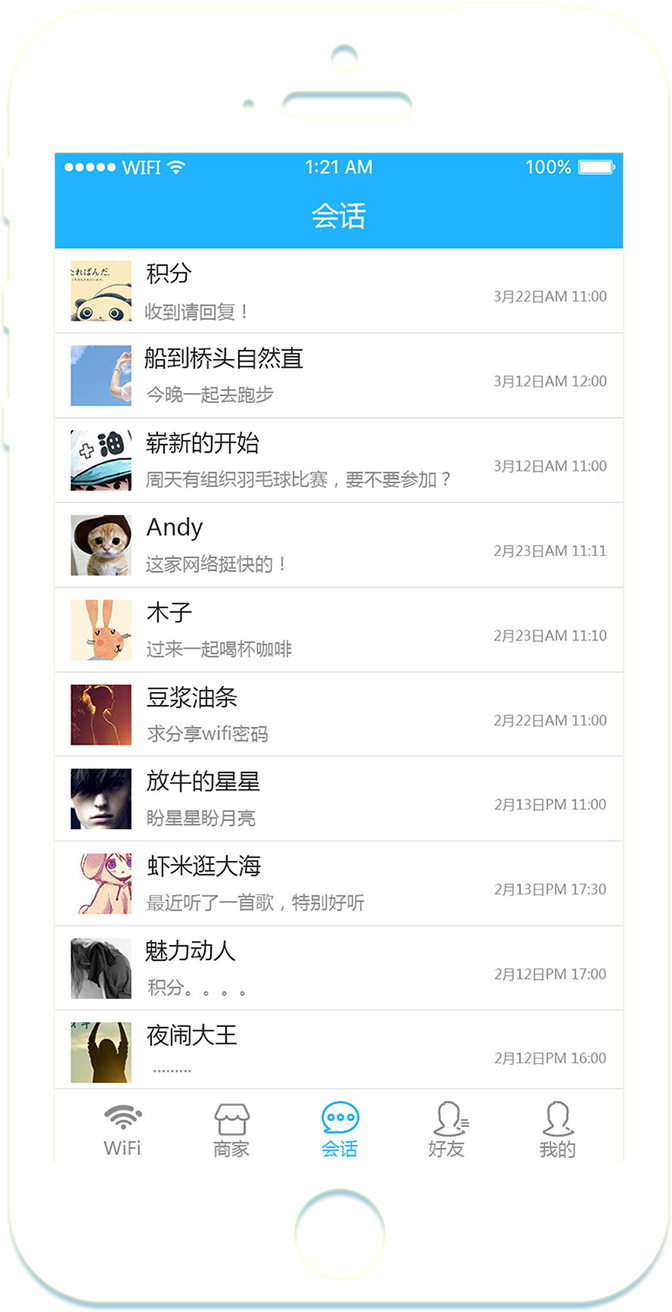 WIFI 1:21 AM 100%
会话
たればんだ.
积分
3月22日AM 11:00
收到请回复！
船到桥头自然直
3月12日AM 12:00
今晚一起去跑步
油
崭新的开始
3月12日AM 11:00
周天有组织羽毛球比赛，要不要参加？
Andy
2月23日AM 11:11
这家网络挺快的！
木子
2月23日AM 11:10
过来一起喝杯咖啡
豆浆油条
2月22日AM 11:00
求分享wifi密码
放牛的星星
2月13日PM 11:00
盼星星盼月亮
虾米逛大海
2月13日PM 17:30
最近听了一首歌，特别好听
魅力动人
2月12日PM 17:00
积分。。。。
夜闹大王
2月12日PM 16:00
.........
WiFi 商家 会话 好友 我的